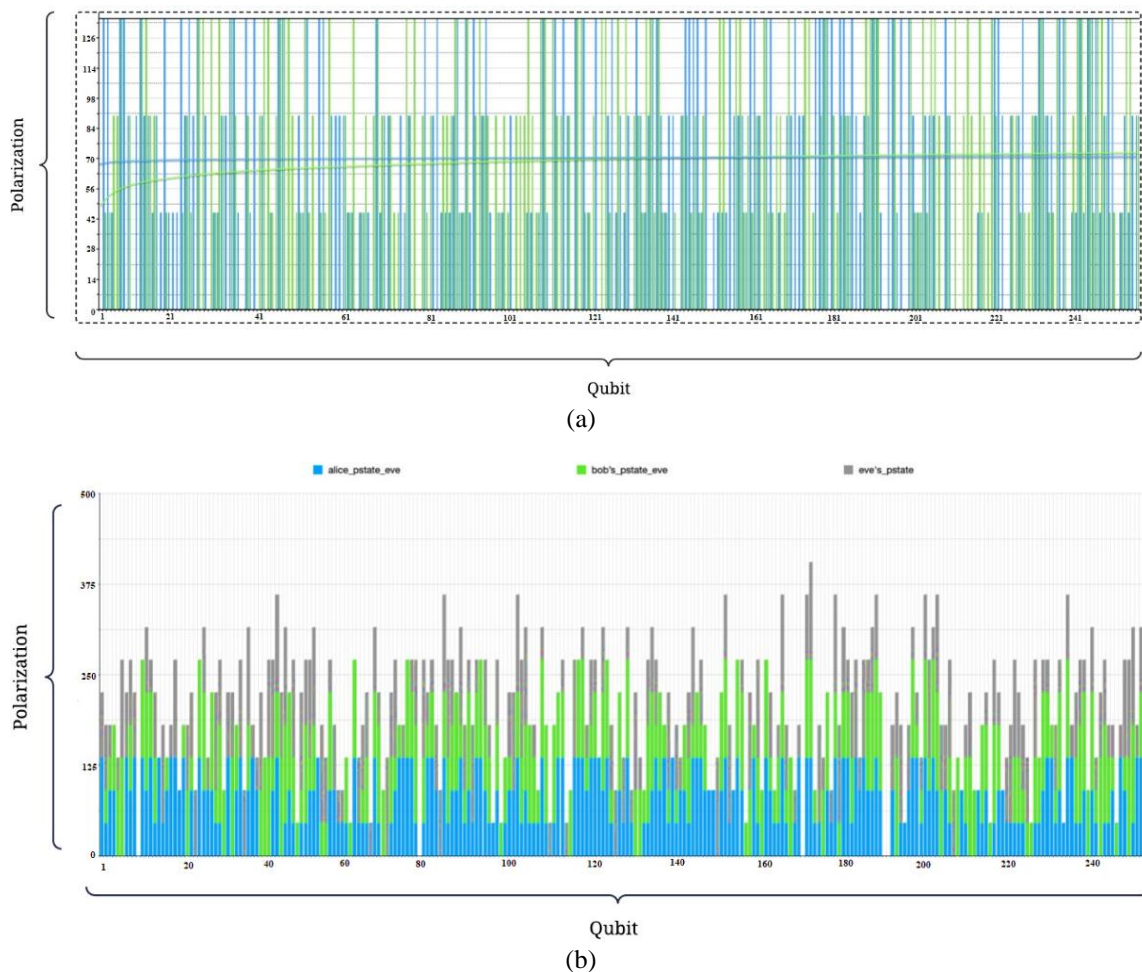 Polarization
126
114
98
84
70
56
42
28
14
0
1 21 41 61 81 101 121 141 161 181 201 221 241
Qubit
(a)
alice_pstate_eve bob's_pstate_eve eve's_pstate
Polarization
500
375
250
125
0
1 20 40 60 80 100 120 140 160 180 200 220 240
Qubit
(b)